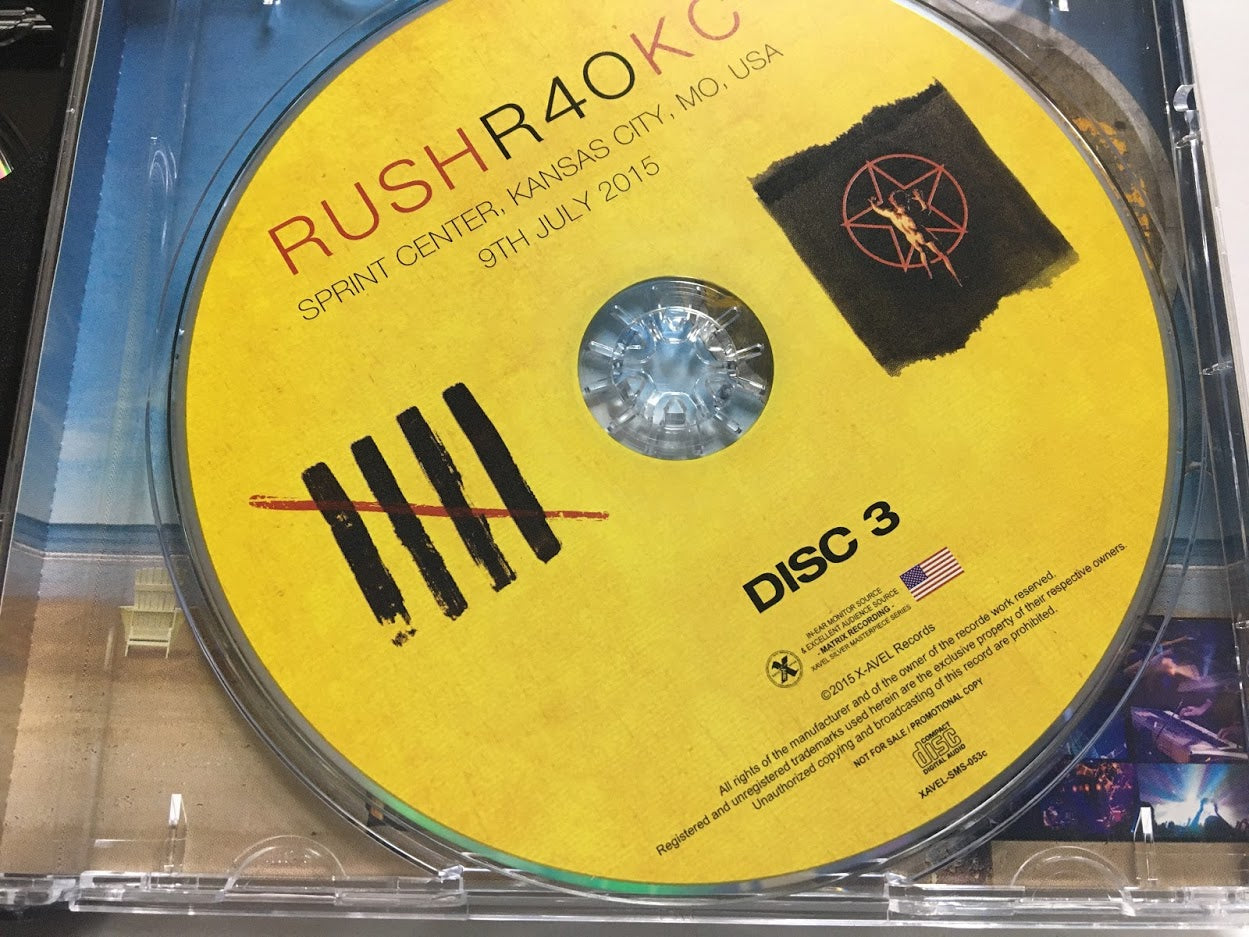 RUSHR40KC
SPRINT CENTER, KANSAS CITY, MO, USA
9TH JULY 2015
DISC 3
IN-EAR MONITOR SOURCE
& EXCELLENT AUDIENCE SOURCE
- MATRIX RECORDING -
XAVEL SILVER MASTERPIECE SERIES
X
©2015 X-AVEL Records
All rights of the manufacturer and of the owner of the recorde work reserved.
Registered and unregistered trademarks used herein are the exclusive property of their respective owners.
Unauthorized copying and broadcasting of this record are prohibited.
NOT FOR SALE / PROMOTIONAL COPY
COMPACT
disc
DIGITAL AUDIO
XAVEL-SMS-053c